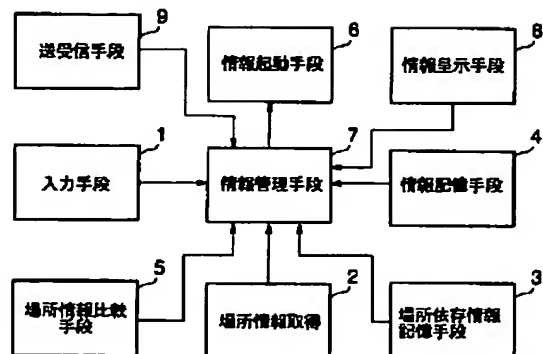 9
送受信手段
6
情報起動手段
8
情報呈示手段
1
入力手段
7
情報管理手段
4
情報記憶手段
5
場所情報比較
手段
2
場所情報取得
3
場所依存情報
記憶手段